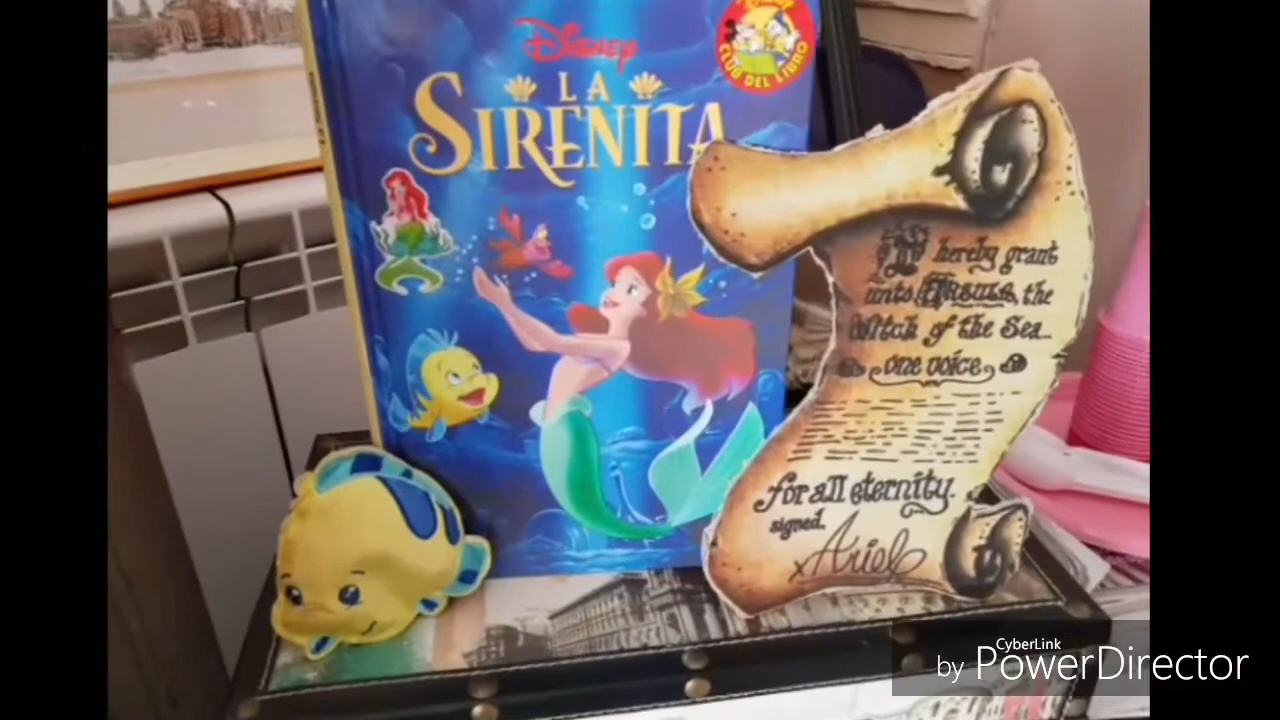 DISNEY
LA
SIRENITA
Disney
CLUB DEL LIBRO
I hereby grant
unto Ursula, the
Witch of the Sea..
one voice
for all eternity.
signed.
x Ariel
CyberLink
by PowerDirector